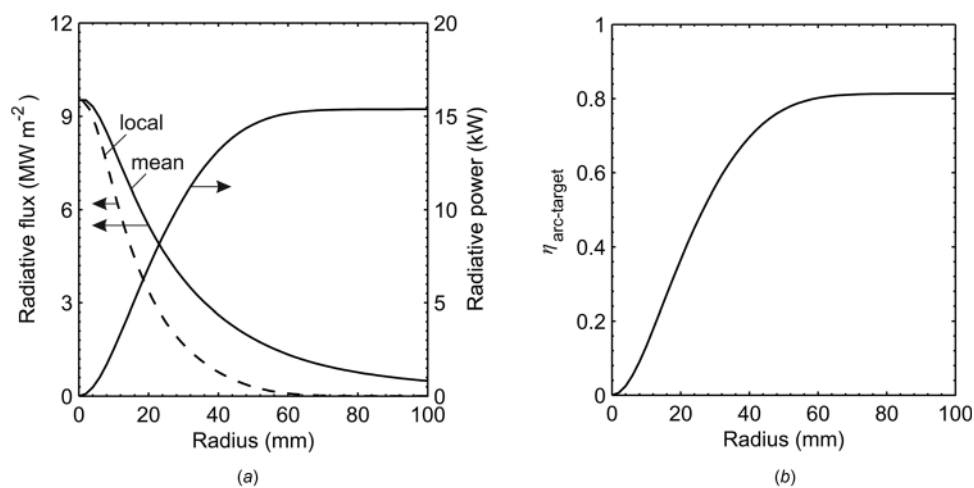 12
9
6
3
0
Radiative flux (MW m-2)
local
mean
20
15
10
5
0
Radiative power (kW)
0 20 40 60 80 100
Radius (mm)
(a)
1
0.8
0.6
0.4
0.2
0
η arc-target
0 20 40 60 80 100
Radius (mm)
(b)